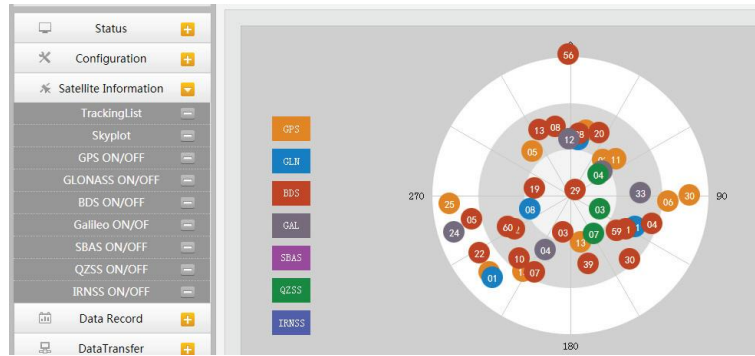 Status
Configuration
Satellite Information
TrackingList
Skyplot
GPS ON/OFF
GLONASS ON/OFF
BDS ON/OFF
Galileo ON/OF
SBAS ON/OFF
QZSS ON/OFF
IRNSS ON/OFF
Data Record
DataTransfer
GPS
GLN
BDS
GAL
SBAS
QZSS
IRNSS
56
13 08 12 20
05 11
04
19 29 33 06 30 90
270 25 08 03
05 60 03 07 59 04
24 13
22 10 04 39 30
01 07
180